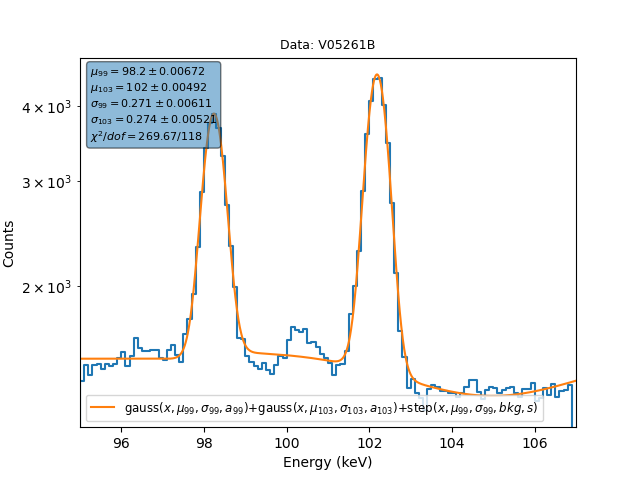 Data: V05261B
μ₉₉ = 98.2 ± 0.00672
μ₁₀₃ = 102 ± 0.00492
σ₉₉ = 0.271 ± 0.00611
σ₁₀₃ = 0.274 ± 0.00521
χ²/dof = 269.67/118
4 × 10³
3 × 10³
2 × 10³
Counts
gauss(x, μ₉₉, σ₉₉, a₉₉)+gauss(x, μ₁₀₃, σ₁₀₃, a₁₀₃)+step(x, μ₉₉, σ₉₉, bkg, s)
96 98 100 102 104 106
Energy (keV)